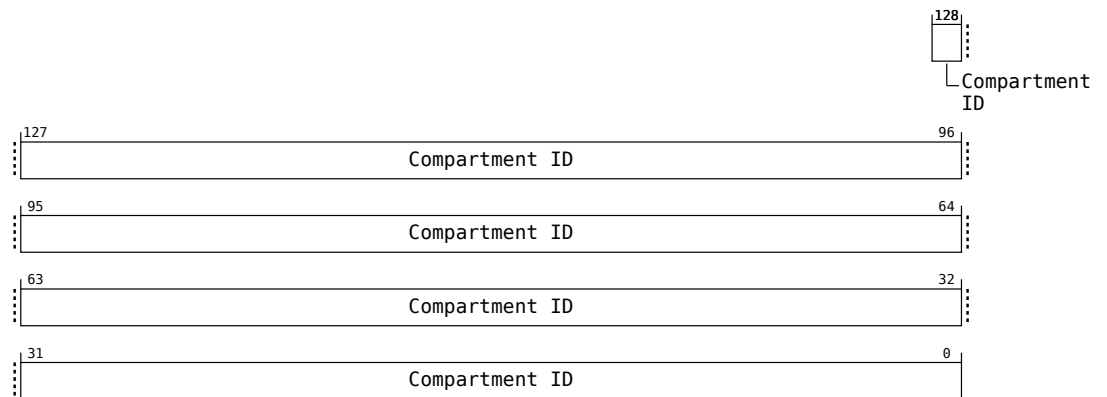 128
Compartment
ID
127 96
Compartment ID
95 64
Compartment ID
63 32
Compartment ID
31 0
Compartment ID